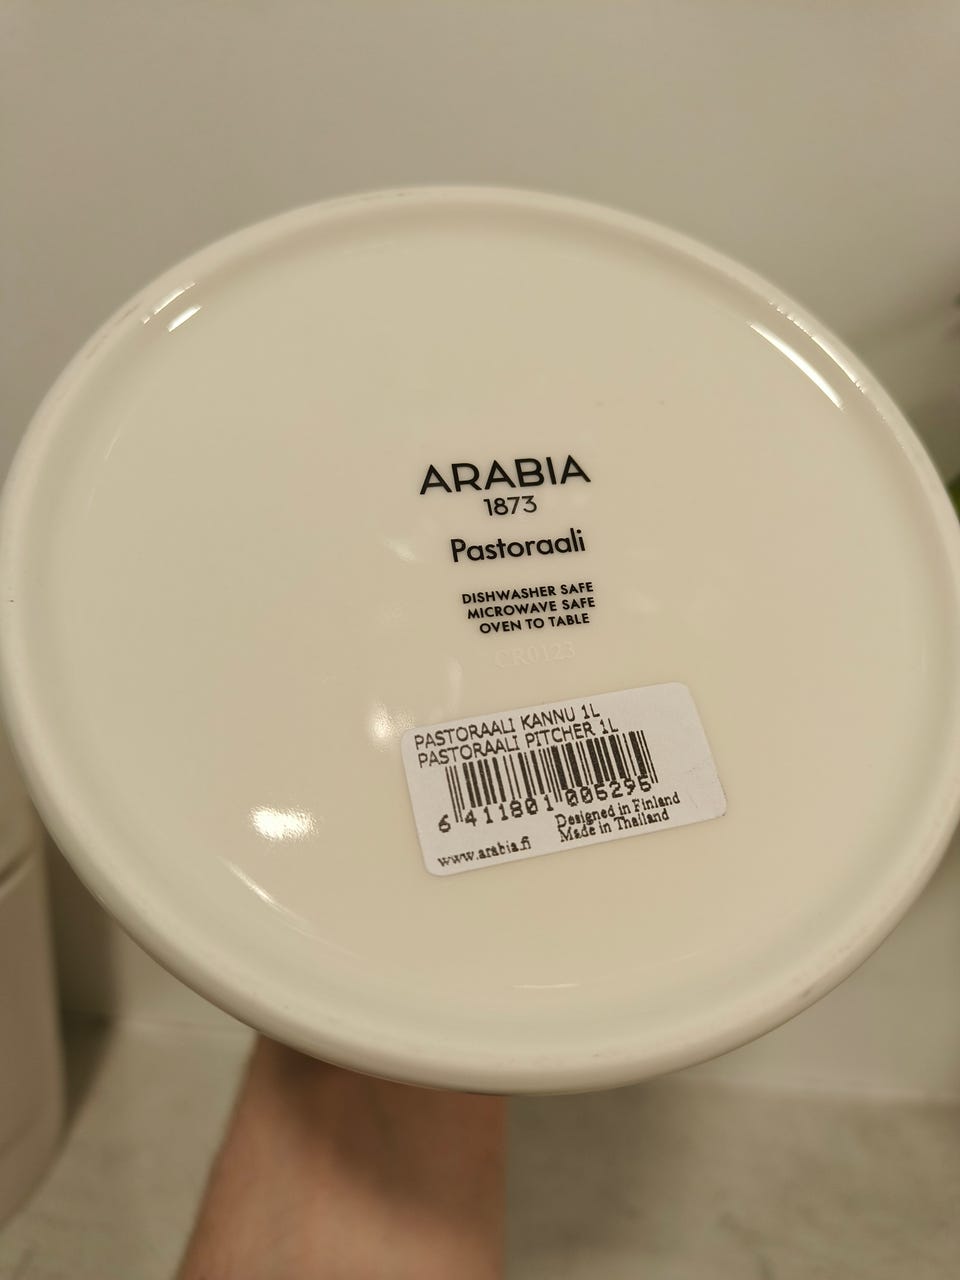 ARABIA
1873
Pastoraali
DISHWASHER SAFE
MICROWAVE SAFE
OVEN TO TABLE
CR0123
PASTORAALI KANNU 1L
PASTORAALI PITCHER 1L
6 411801 005295
Designed in Finland
www.arabia.fi Made in Thailand